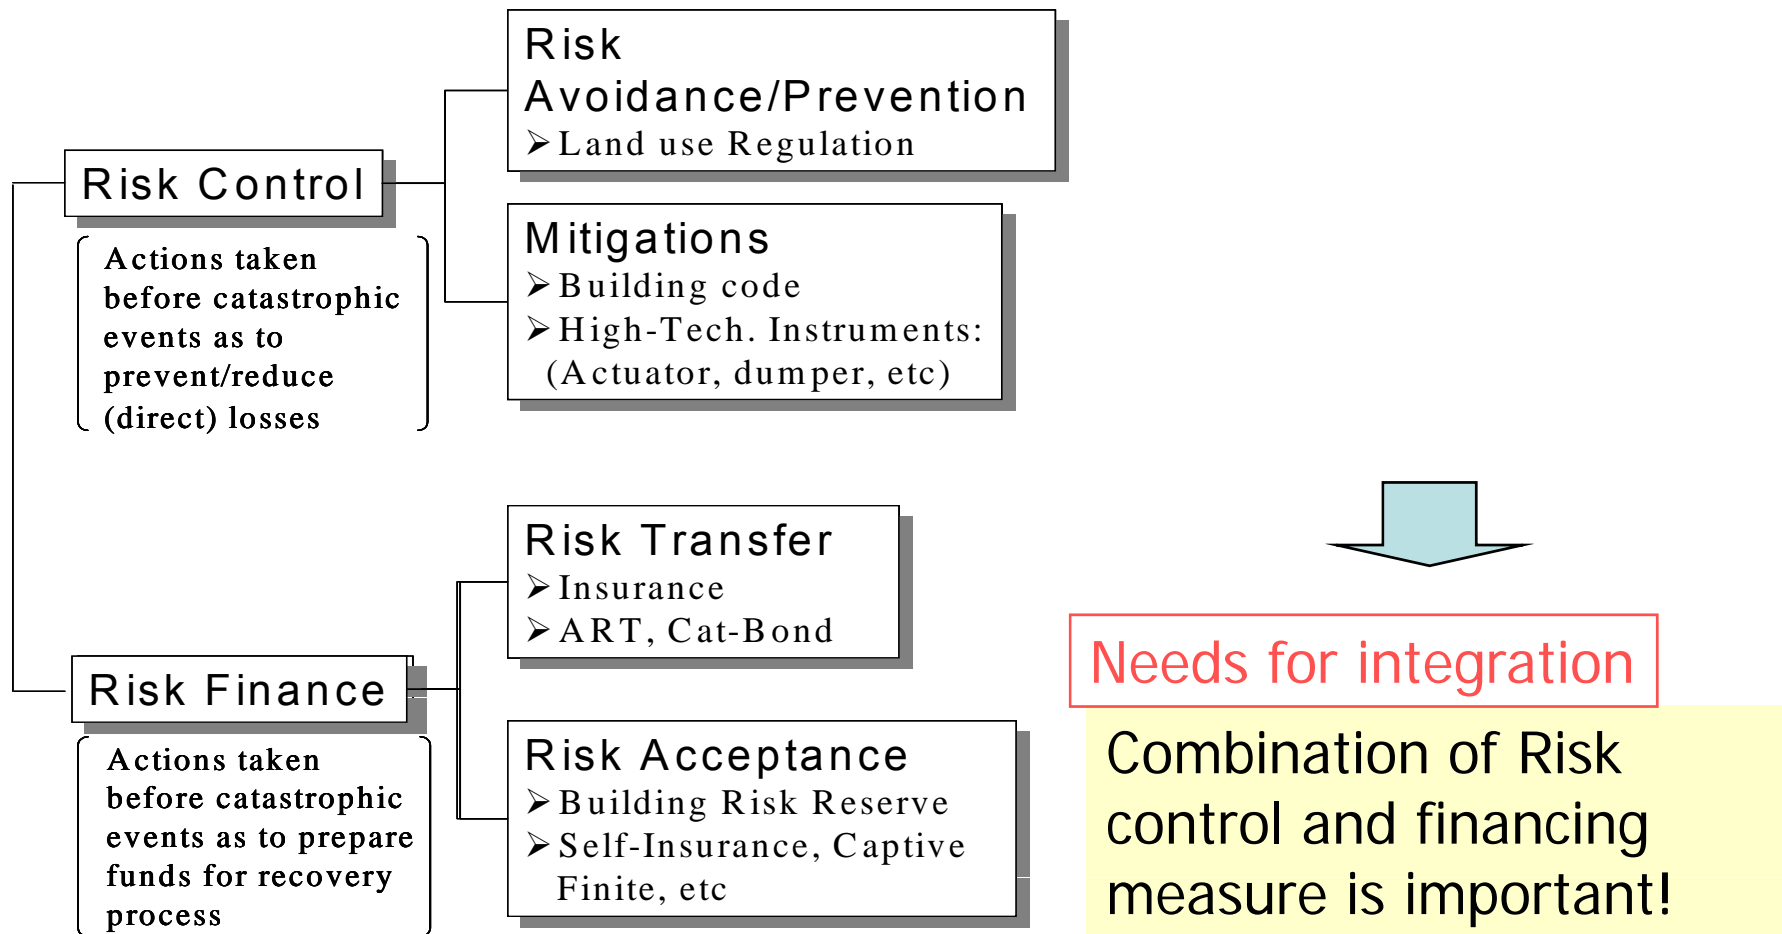 Risk
Avoidance/Prevention
➢Land use Regulation
Risk Control
Actions taken
before catastrophic
events as to
prevent/reduce
(direct) losses
Mitigations
➢Building code
➢High-Tech. Instruments:
(Actuator, dumper, etc)
Risk Transfer
➢Insurance
➢ART, Cat-Bond
Risk Finance
Actions taken
before catastrophic
events as to prepare
funds for recovery
process
Risk Acceptance
➢Building Risk Reserve
➢Self-Insurance, Captive
Finite, etc
Needs for integration
Combination of Risk
control and financing
measure is important!